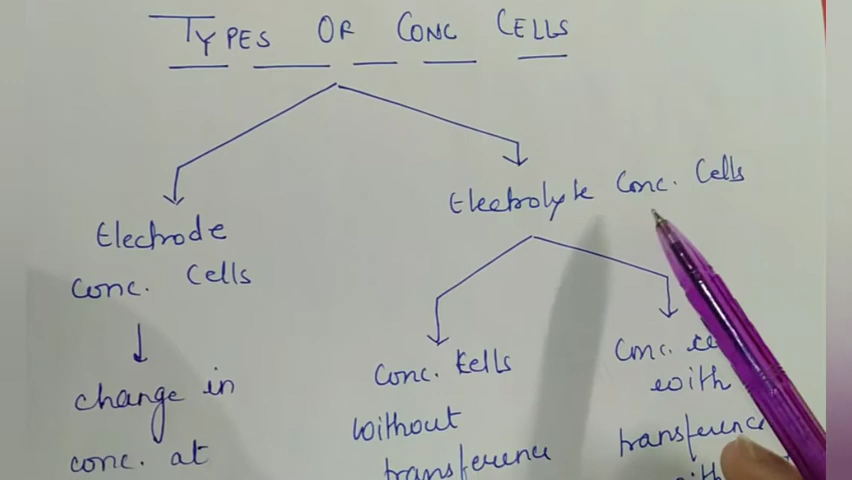 TYPES OF CONC CELLS
Electrode
conc. cells
change in
conc. at
Electrolyte conc. cells
conc. cells
without
transference
conc.
with
transference